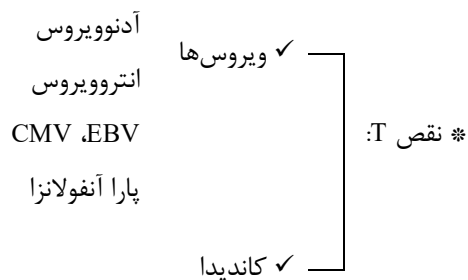 * نقص T:
✓ ویروس‌ها
آدنوویروس
انتروویروس
CMV ،EBV
پارا آنفولانزا
✓ کاندیدا